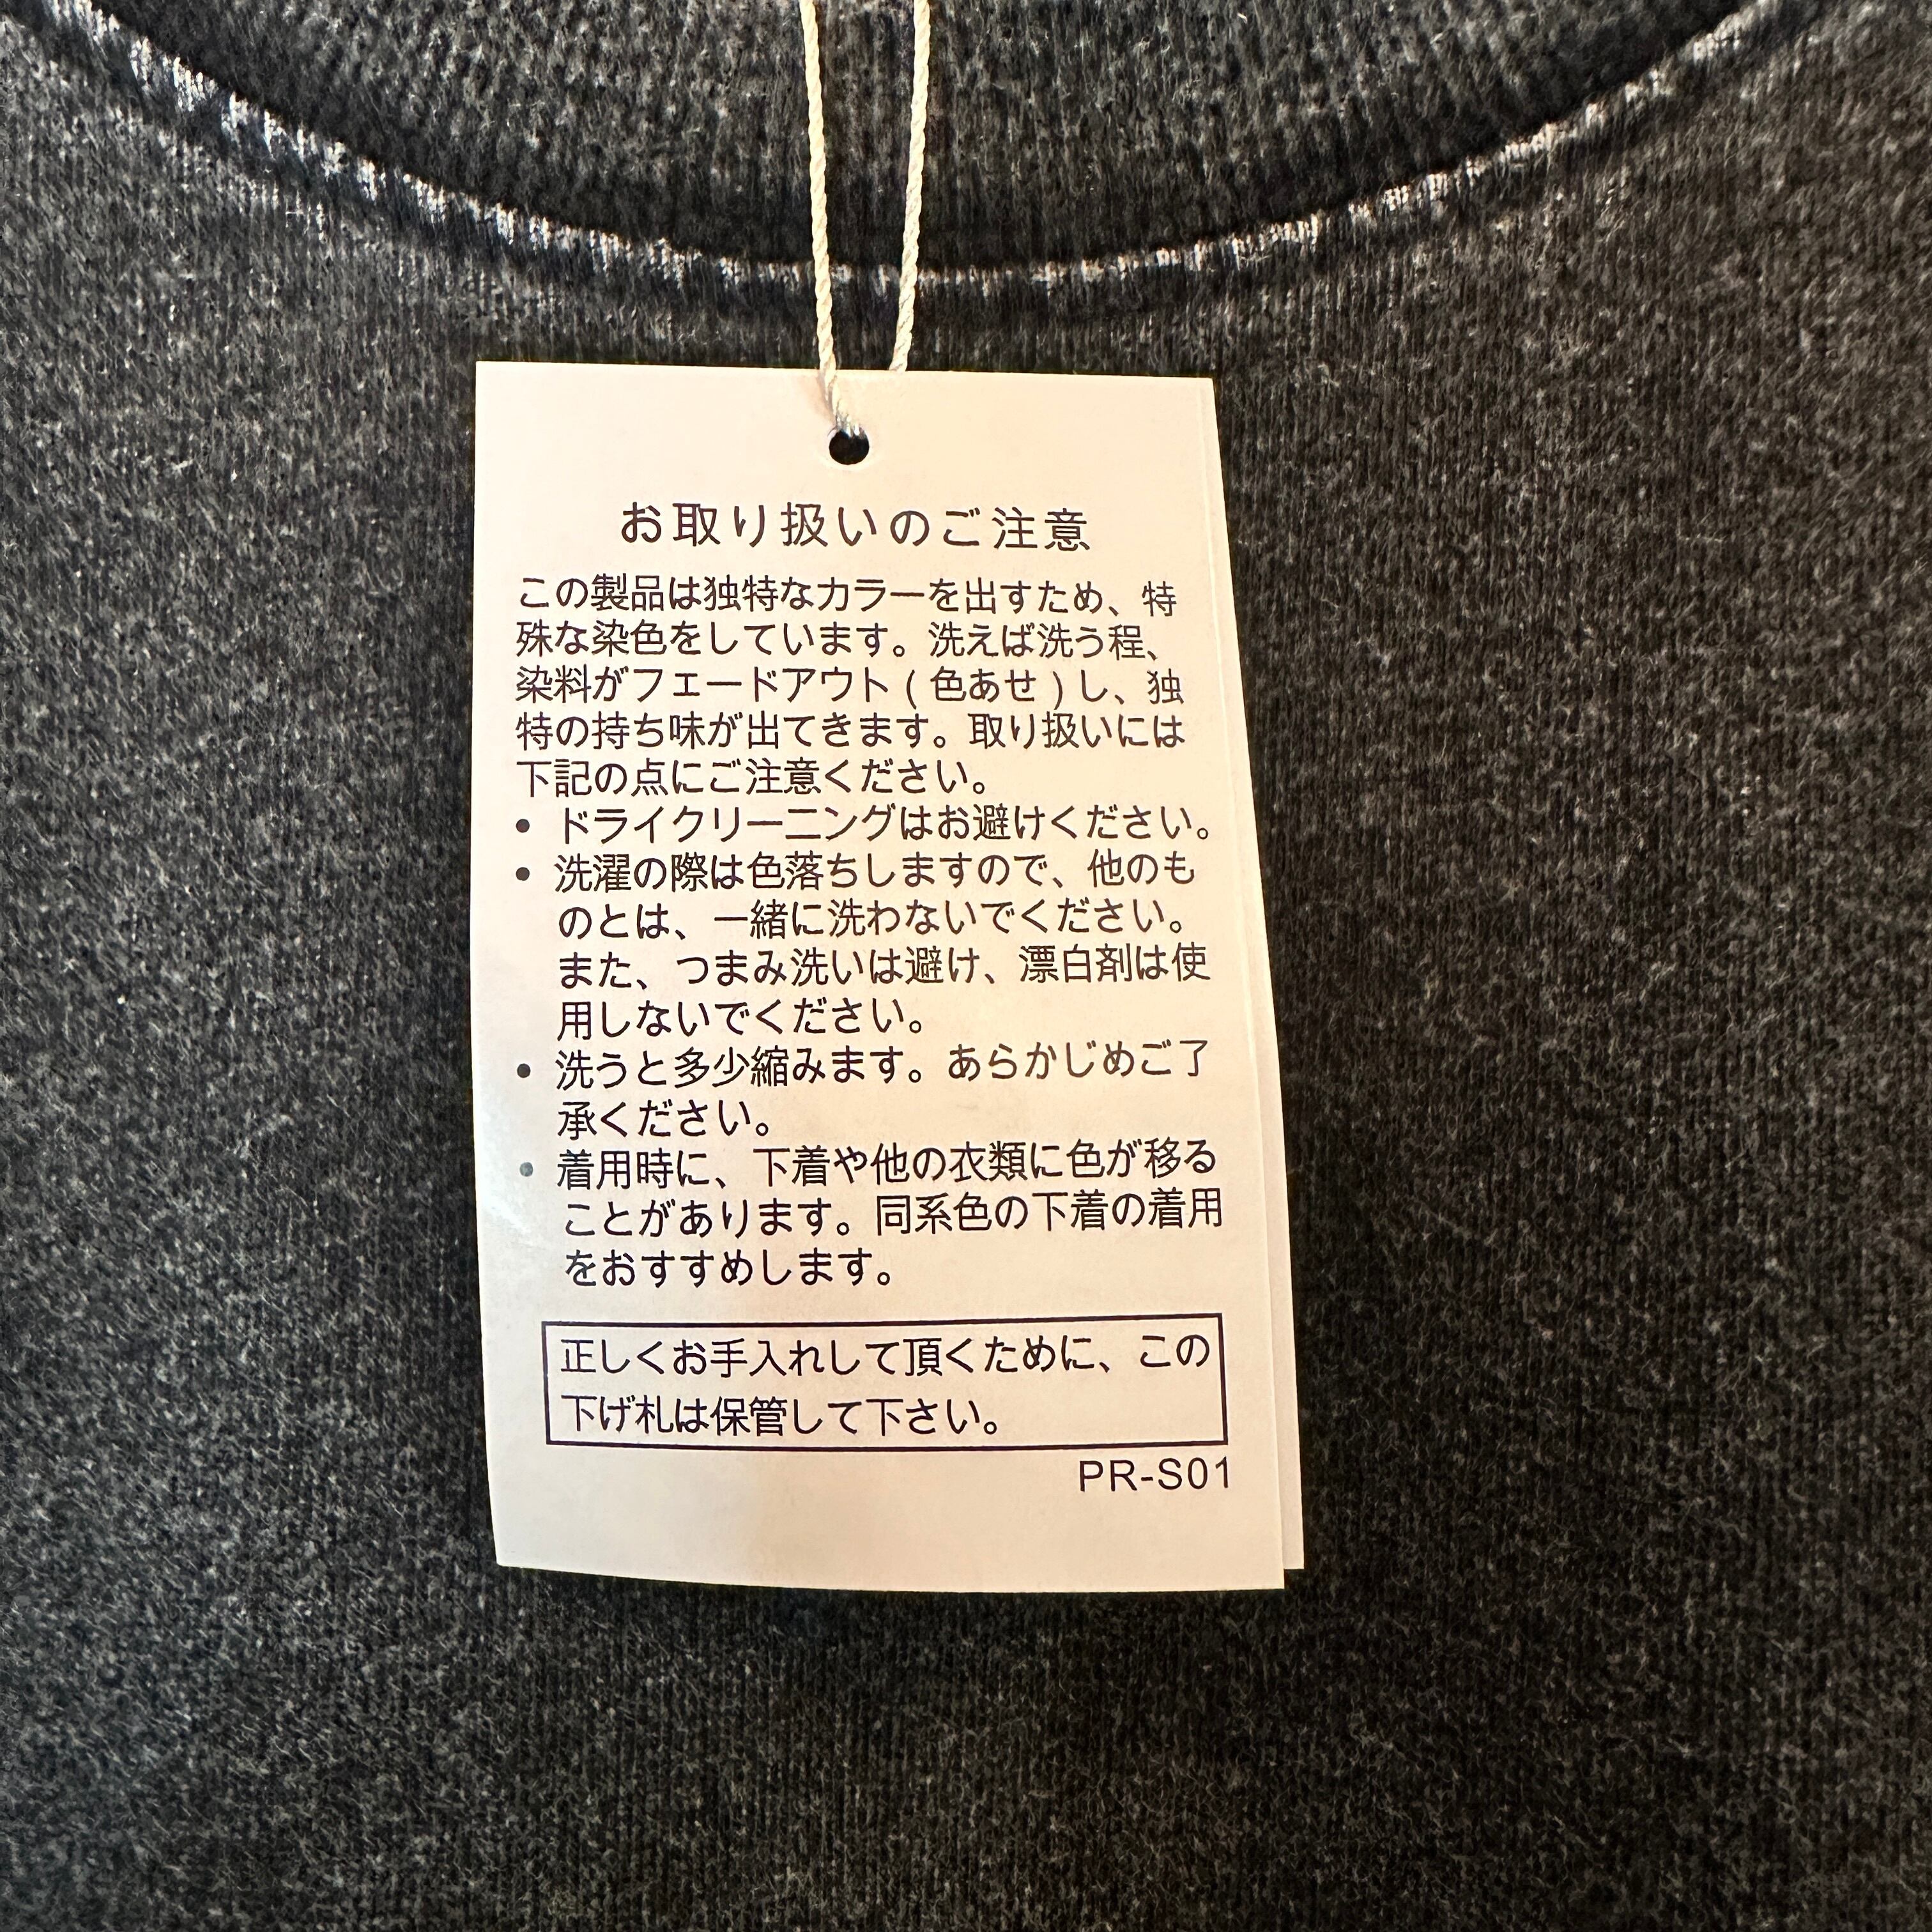 お取り扱いのご注意
この製品は独特なカラーを出すため、特
殊な染色をしています。洗えば洗う程、
染料がフェードアウト(色あせ)し、独
特の持ち味が出てきます。取り扱いには
下記の点にご注意ください。
• ドライクリーニングはお避けください。
• 洗濯の際は色落ちしますので、他のも
のとは、一緒に洗わないでください。
また、つまみ洗いは避け、漂白剤は使
用しないでください。
• 洗うと多少縮みます。あらかじめご了
承ください。
• 着用時に、下着や他の衣類に色が移る
ことがあります。同系色の下着の着用
をおすすめします。
正しくお手入れして頂くために、この
下げ札は保管して下さい。
PR-S01